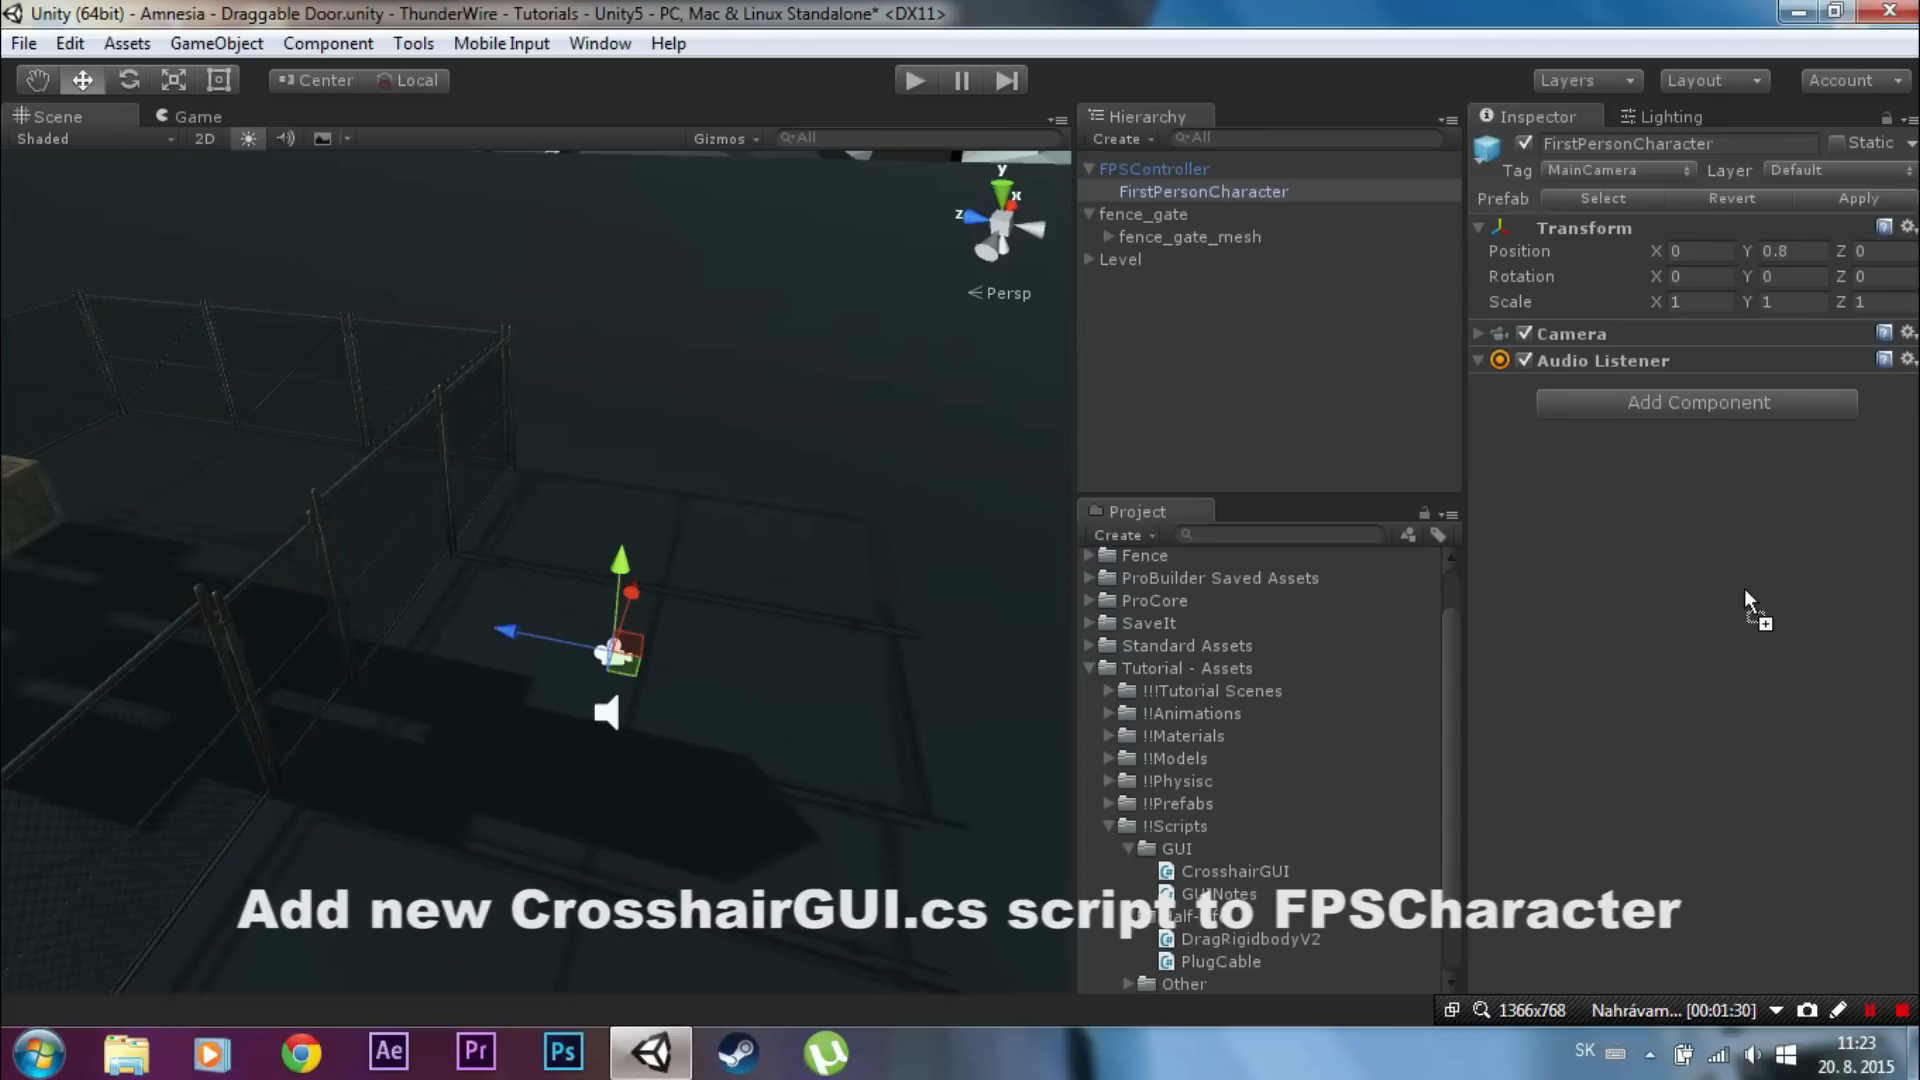 Unity (64bit) - Amnesia - Draggable Door.unity - ThunderWire - Tutorials - Unity5 - PC, Mac & Linux Standalone* <DX11>
File Edit Assets GameObject Component Tools Mobile Input Window Help
Center Local Layers Layout Account
Scene Game
Shaded 2D Gizmos All
y
x
z
Persp
Hierarchy
Create All
FPSController
FirstPersonCharacter
fence_gate
fence_gate_mesh
Level
Project
Create
Fence
ProBuilder Saved Assets
ProCore
SaveIt
Standard Assets
Tutorial - Assets
!!!Tutorial Scenes
!!Animations
!!Materials
!!Models
!!Physisc
!!Prefabs
!!Scripts
GUI
CrosshairGUI
GUINotes
DragRigidbodyV2
PlugCable
Other
Inspector Lighting
FirstPersonCharacter Static
Tag MainCamera Layer Default
Prefab Select Revert Apply
Transform
Position X 0 Y 0.8 Z 0
Rotation X 0 Y 0 Z 0
Scale X 1 Y 1 Z 1
Camera
Audio Listener
Add Component
Add new CrosshairGUI.cs script to FPSCharacter
1366x768 Nahrávam... [00:01:30]
Ae Pr Ps
SK
11:23
20. 8. 2015